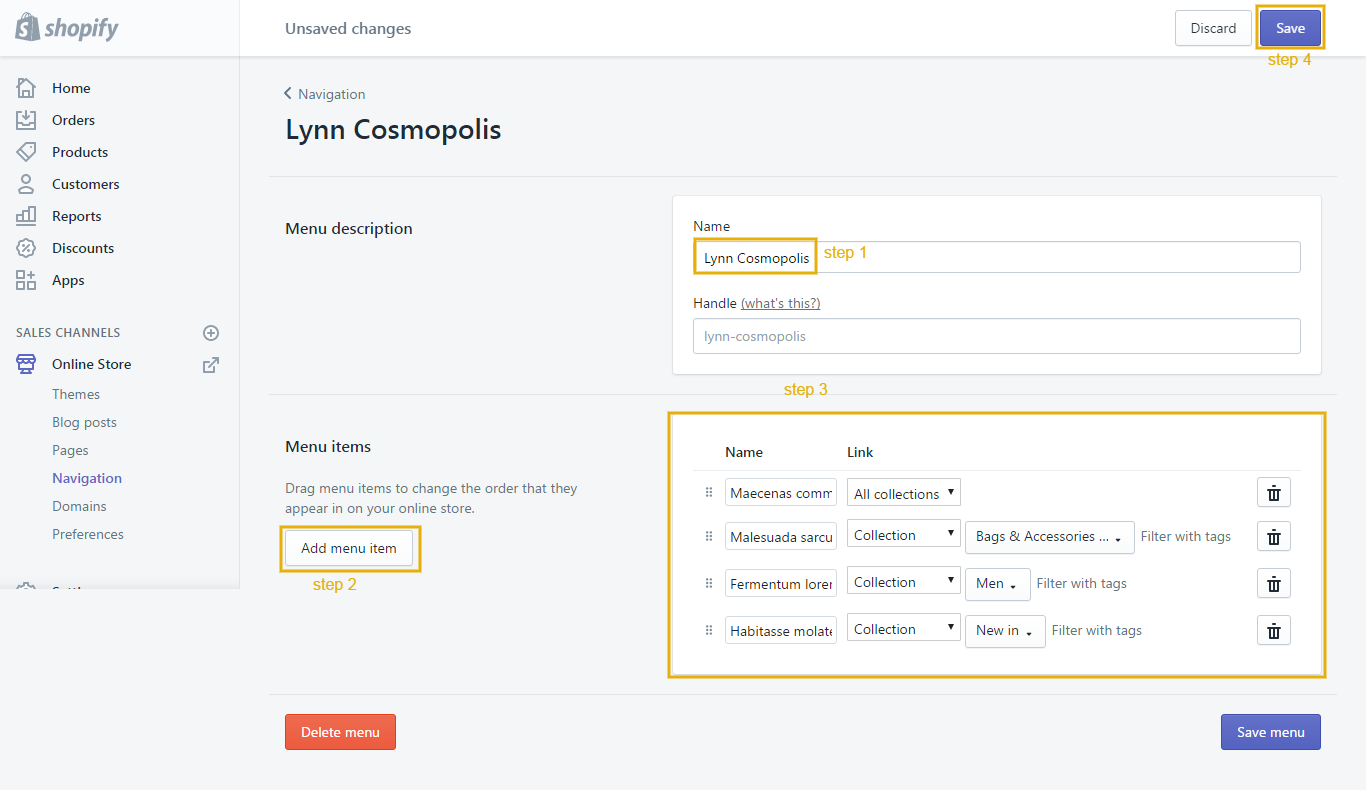 shopify
Unsaved changes
Discard
Save
step 4
Home
Orders
Products
Customers
Reports
Discounts
Apps
SALES CHANNELS
Online Store
Themes
Blog posts
Pages
Navigation
Domains
Preferences
Navigation
Lynn Cosmopolis
Menu description
Name
Lynn Cosmopolis
step 1
Handle (what's this?)
lynn-cosmopolis
step 3
Menu items
Drag menu items to change the order that they
appear in on your online store.
Add menu item
step 2
Name Link
Maecenas comm All collections
Malesuada sarcu Collection Bags & Accessories ... Filter with tags
Fermentum lorer Collection Men Filter with tags
Habitasse molate Collection New in Filter with tags
Delete menu
Save menu